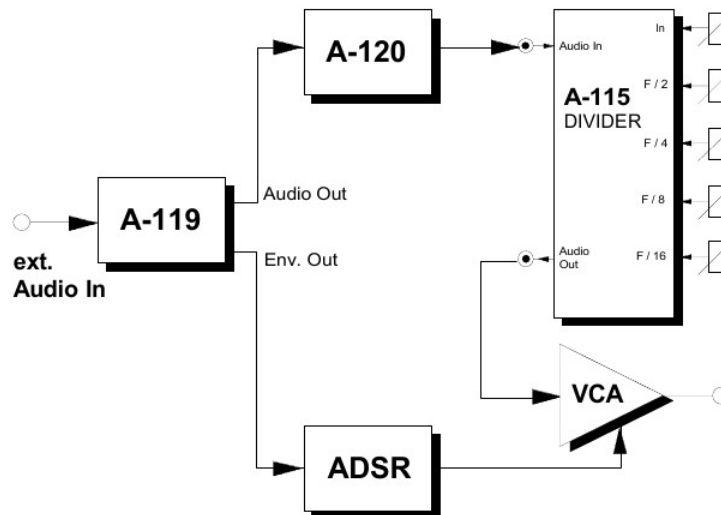 A-120
In
Audio In
F / 2
A-115
DIVIDER
F / 4
A-119
Audio Out
F / 8
Env. Out
Audio
Out
F / 16
ext.
Audio In
VCA
ADSR